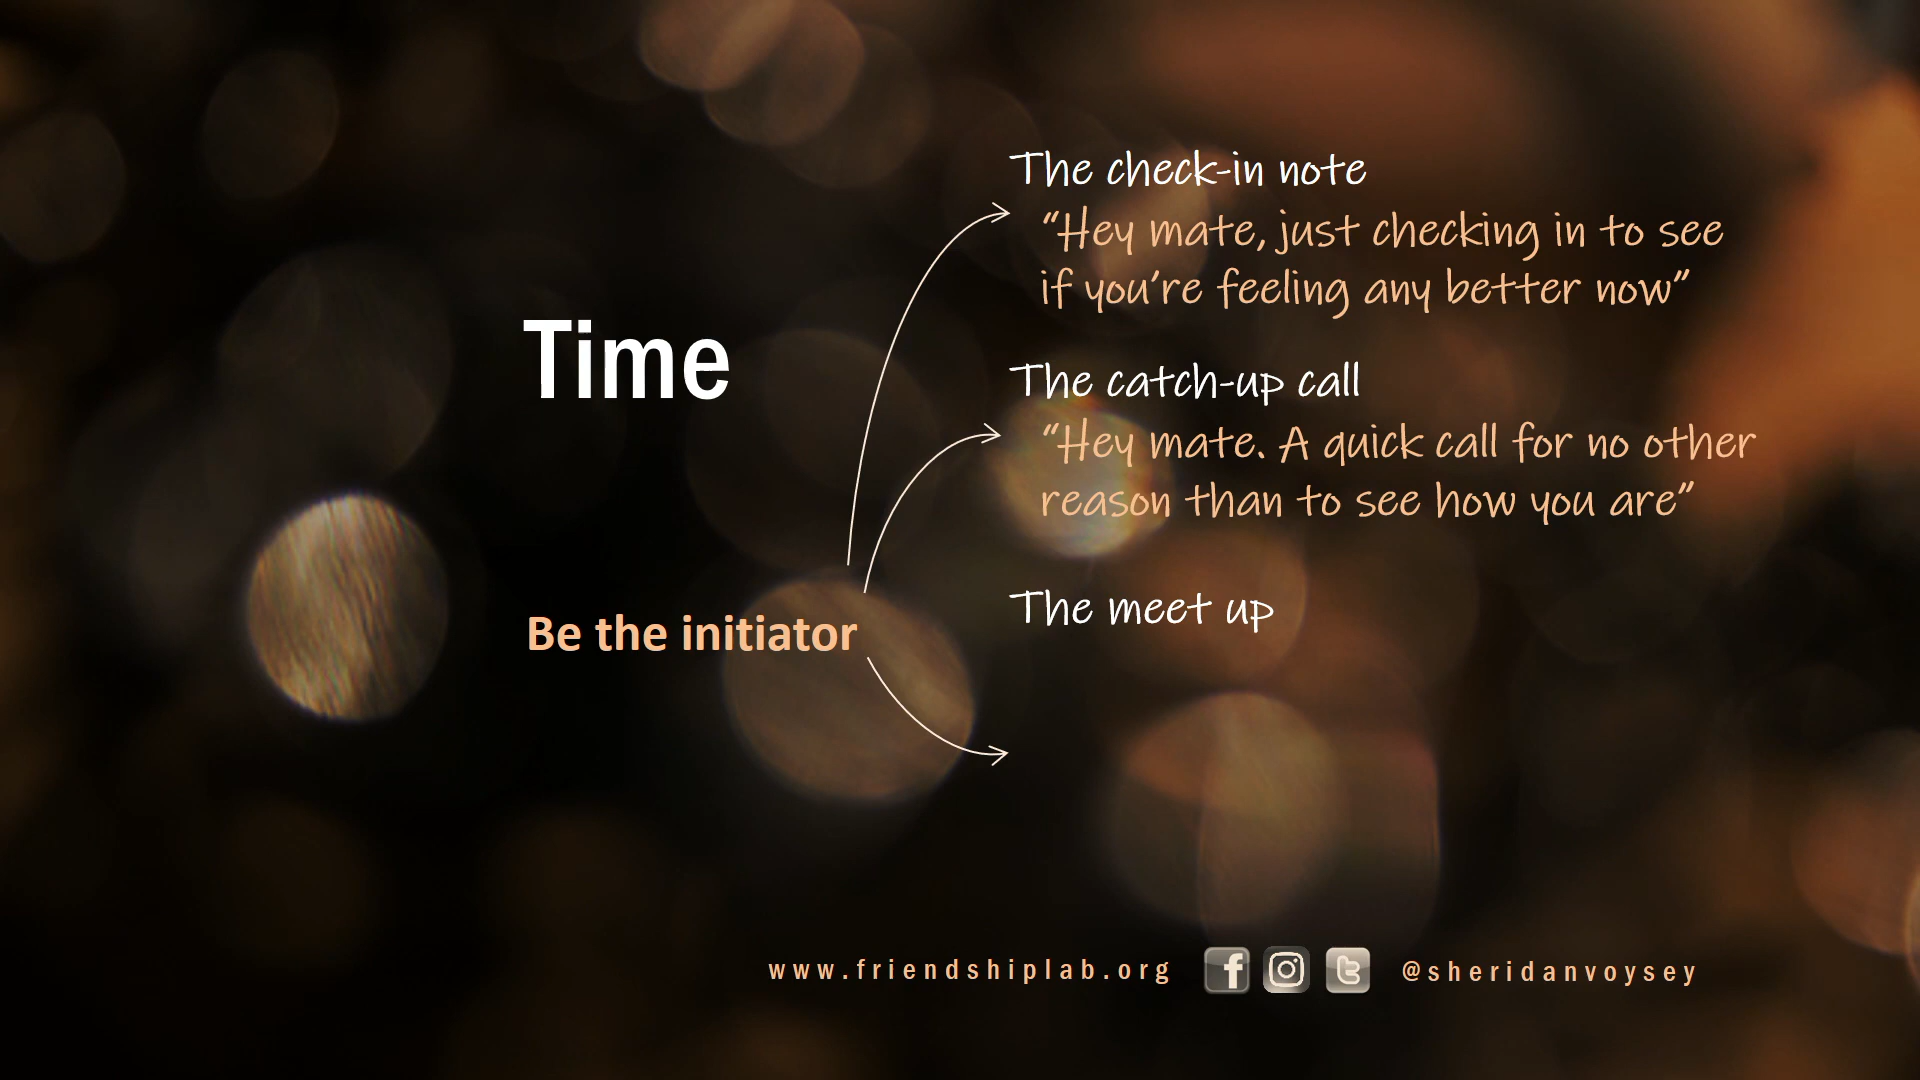 Time
Be the initiator
The check-in note
“Hey mate, just checking in to see
if you’re feeling any better now”
The catch-up call
“Hey mate. A quick call for no other
reason than to see how you are”
The meet up
www.friendshiplab.org
@sheridanvoysey